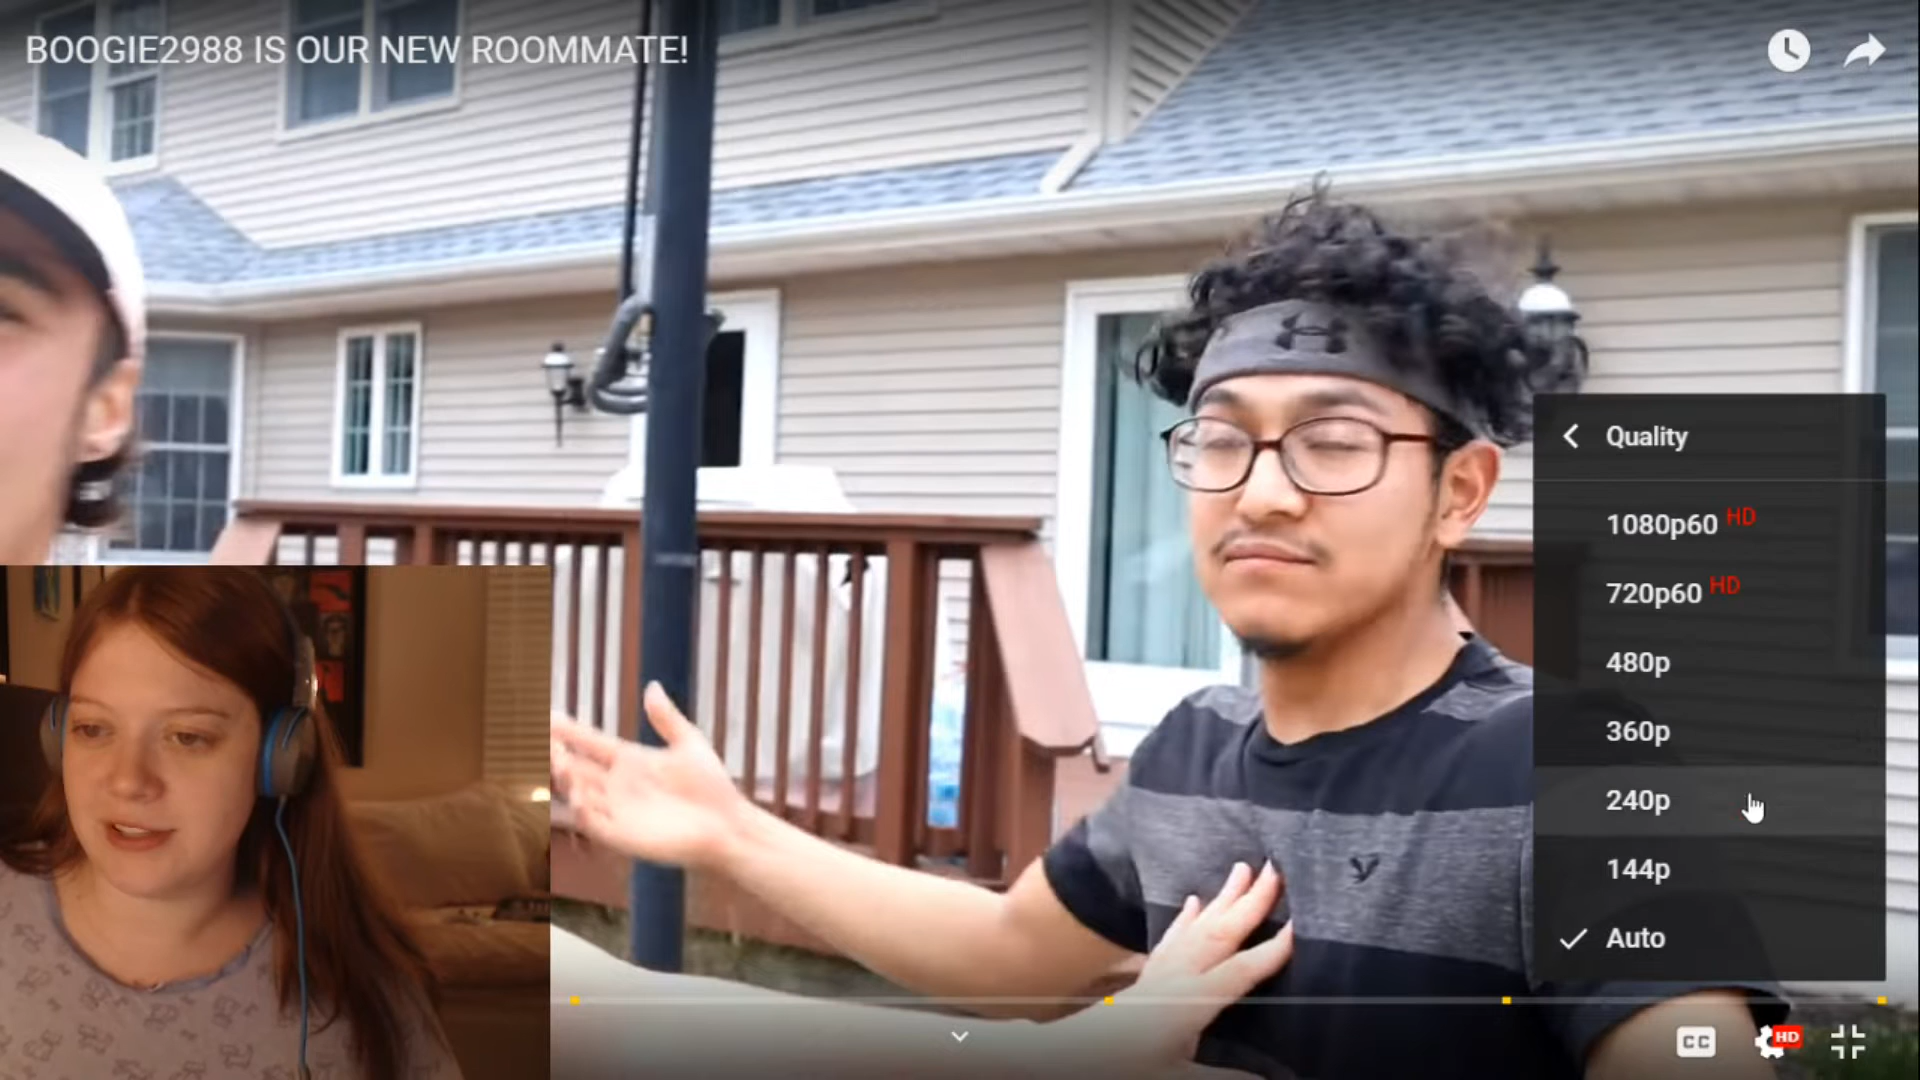 BOOGIE2988 IS OUR NEW ROOMMATE!
Quality
1080p60 HD
720p60 HD
480p
360p
240p
144p
Auto
CC
HD